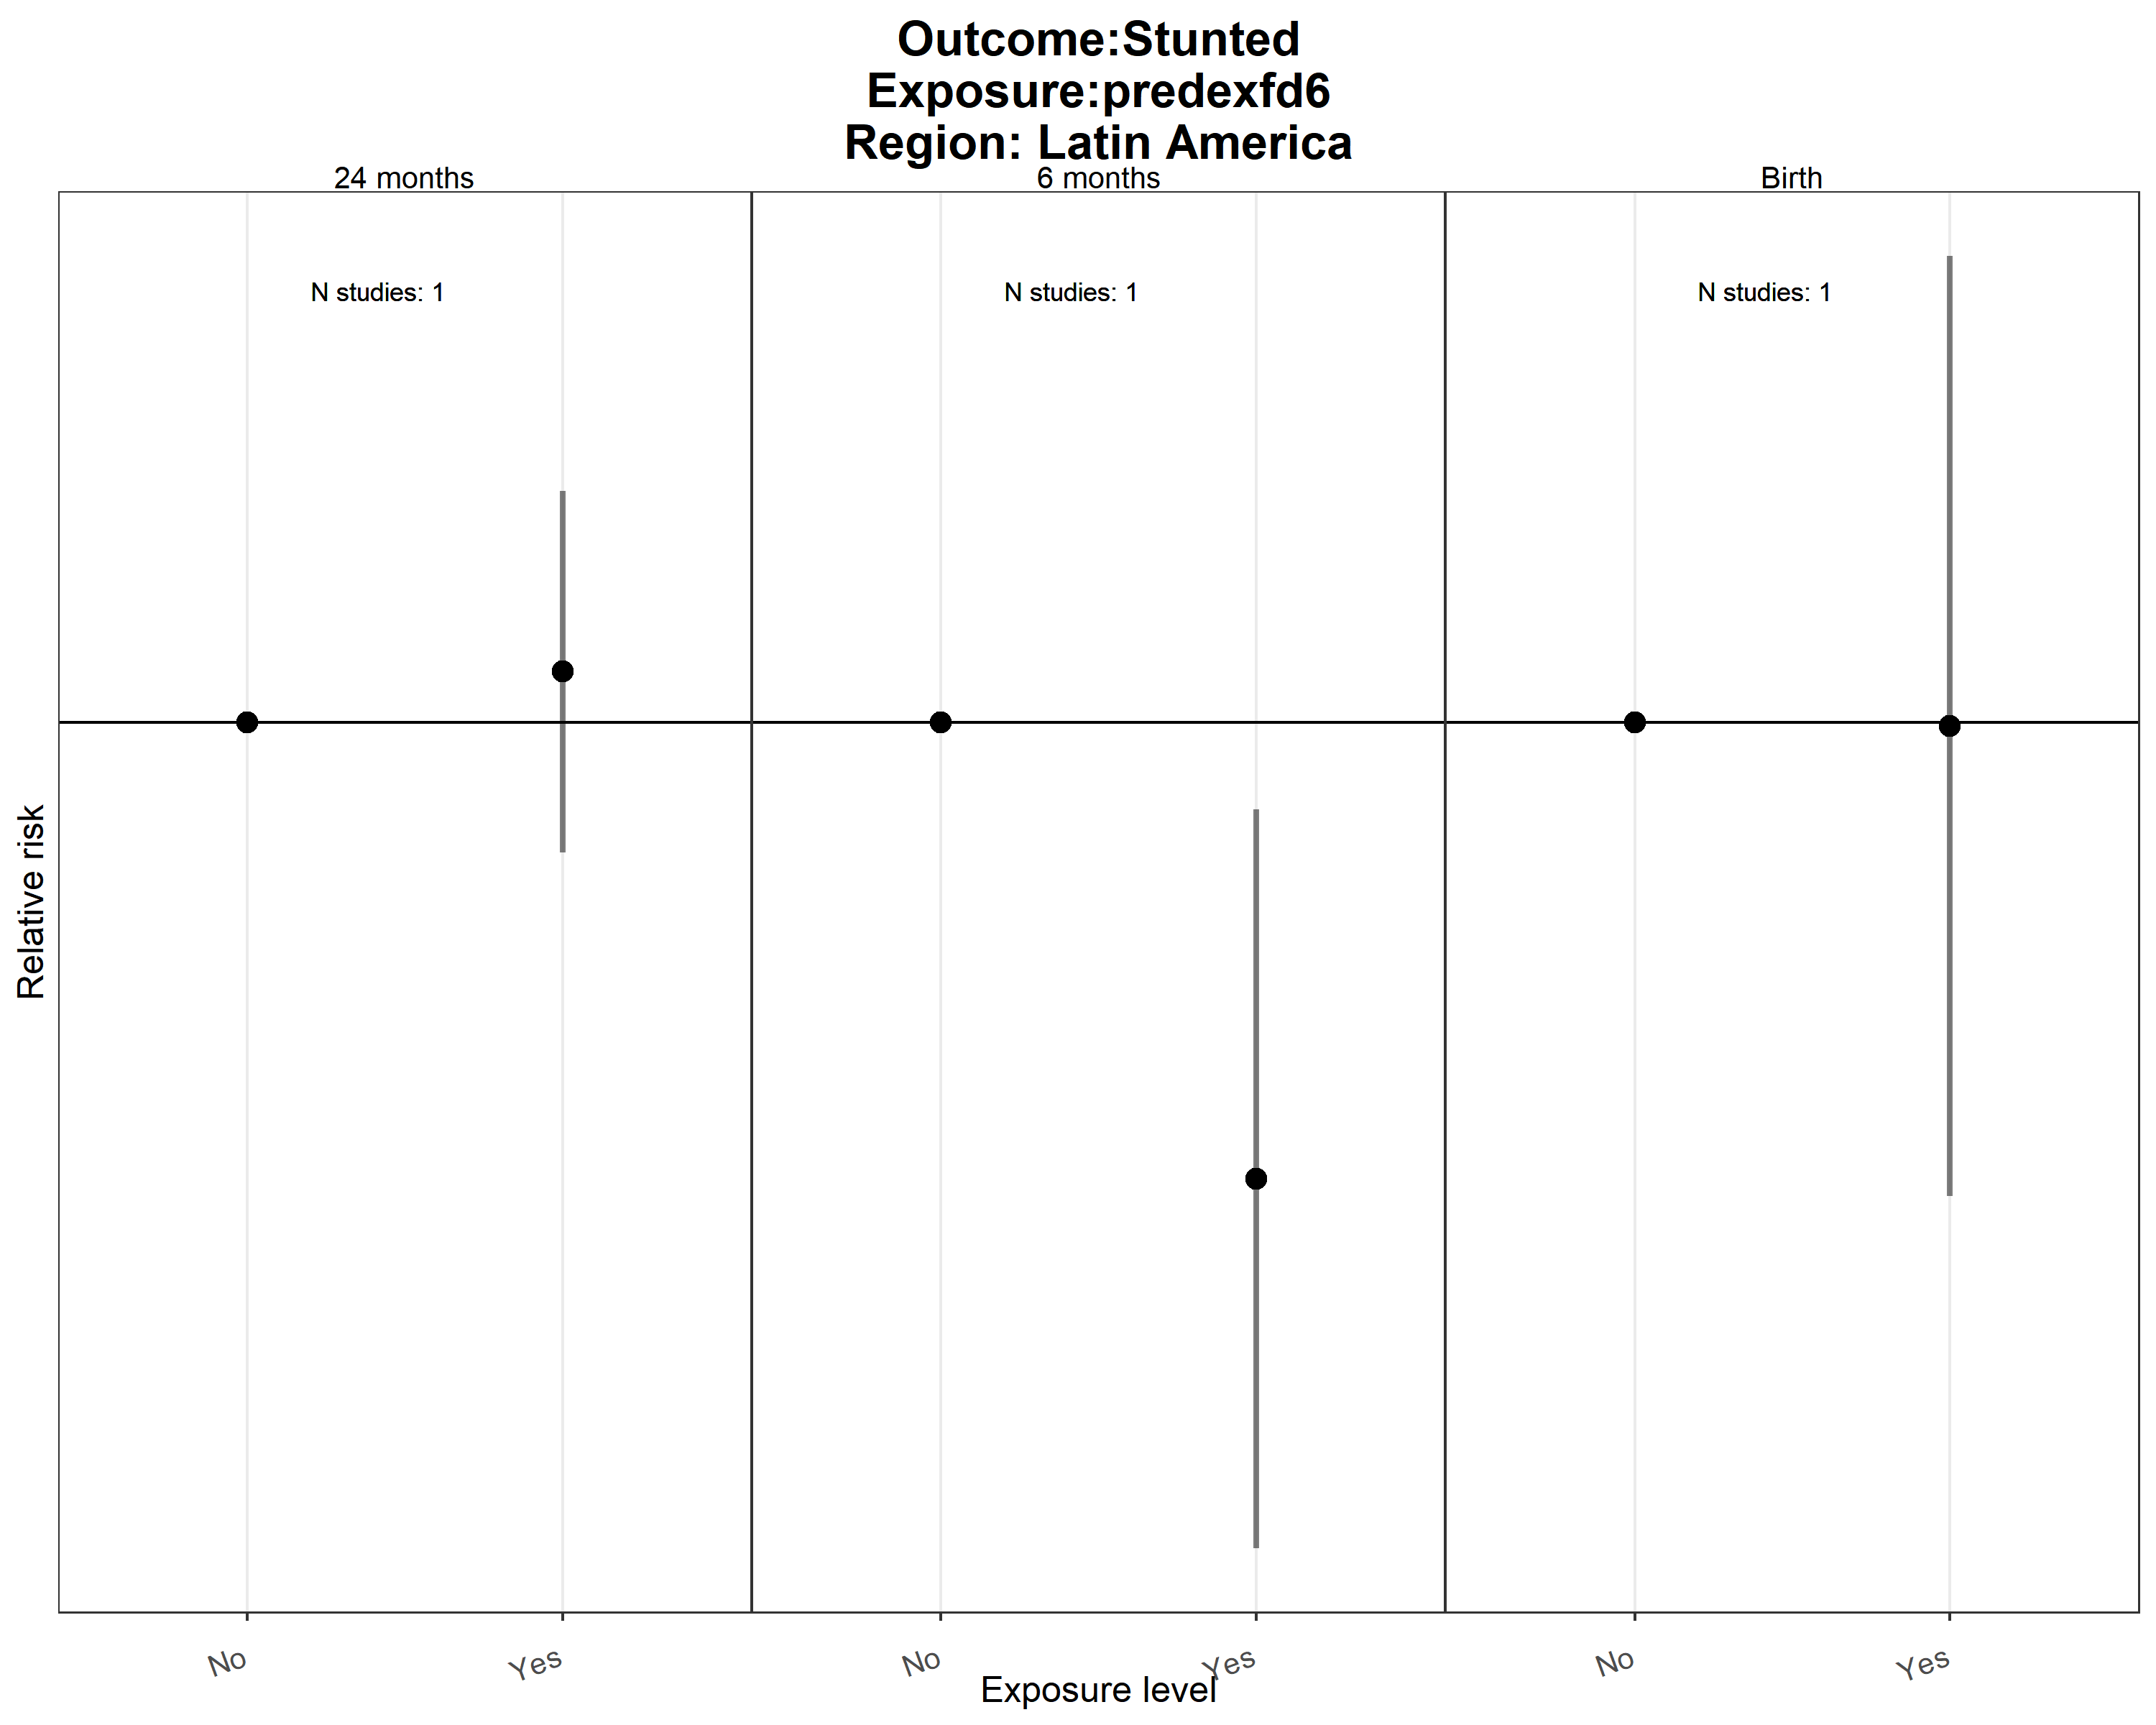 Outcome:Stunted
Exposure:predexfd6
Region: Latin America
24 months
6 months
Birth
N studies: 1
N studies: 1
N studies: 1
Relative risk
No
Yes
No
Yes
No
Yes
Exposure level